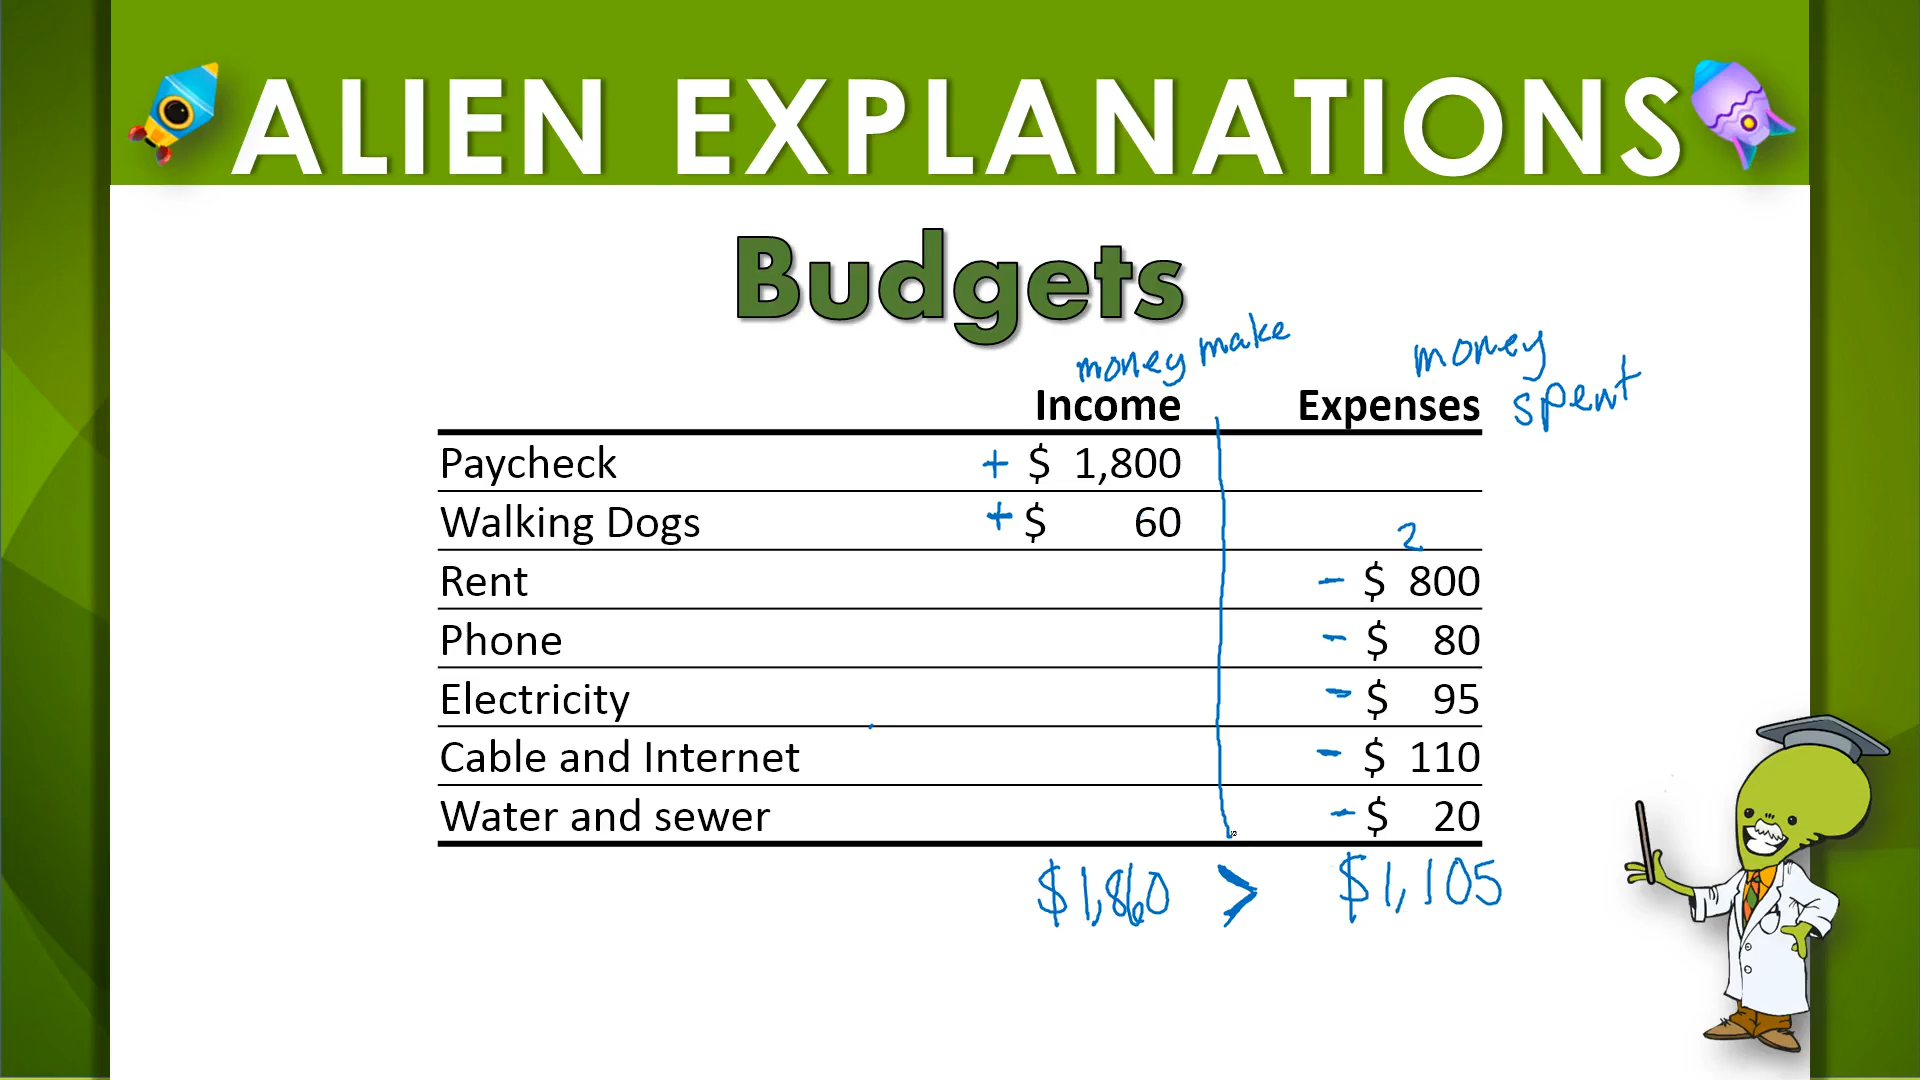 ALIEN EXPLANATIONS
Budgets
money make
money
spent
Income Expenses
Paycheck + $ 1,800
Walking Dogs + $ 60
2
Rent - $ 800
Phone - $ 80
Electricity - $ 95
Cable and Internet - $ 110
Water and sewer - $ 20
$1,860 > $1,105